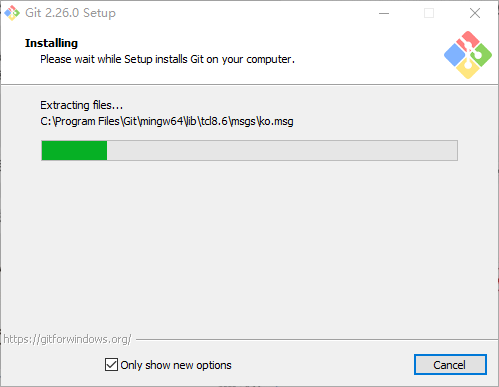 Git 2.26.0 Setup
Installing
Please wait while Setup installs Git on your computer.
Extracting files...
C:\Program Files\Git\mingw64\lib\tcl8.6\msgs\ko.msg
https://gitforwindows.org/
Only show new options
Cancel